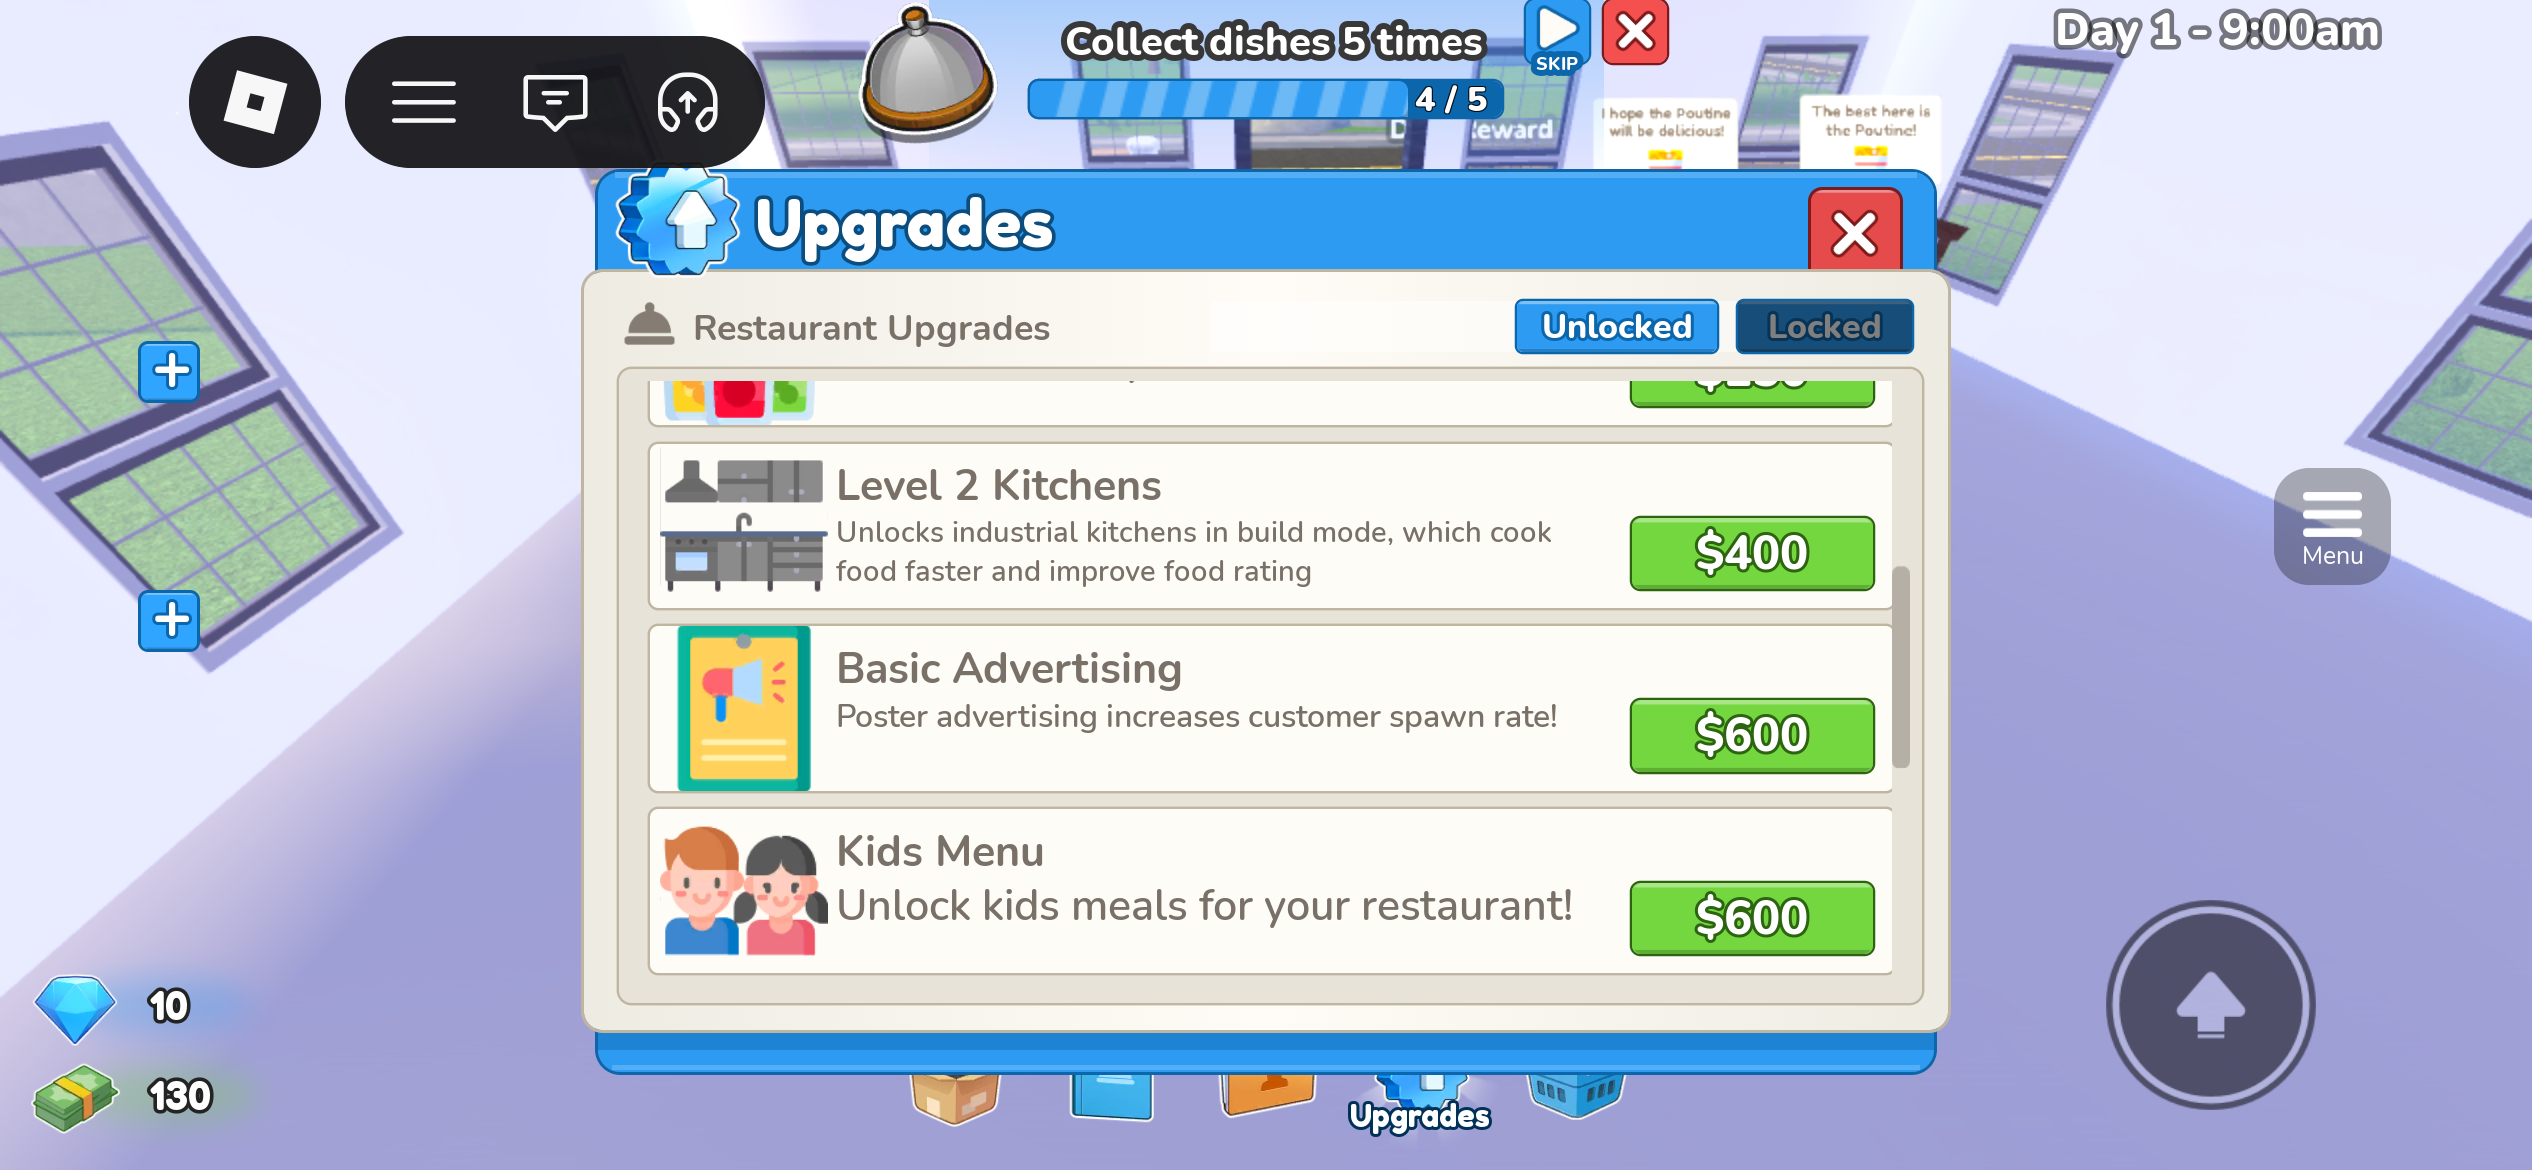 Collect dishes 5 times
SKIP
4 / 5
Day 1 - 9:00am
I hope the Poutine
will be delicious!
The best here is
the Poutine!
Upgrades
Restaurant Upgrades
Unlocked
Locked
Level 2 Kitchens
Unlocks industrial kitchens in build mode, which cook
food faster and improve food rating
$400
Basic Advertising
Poster advertising increases customer spawn rate!
$600
Kids Menu
Unlock kids meals for your restaurant!
$600
Menu
10
130
Upgrades